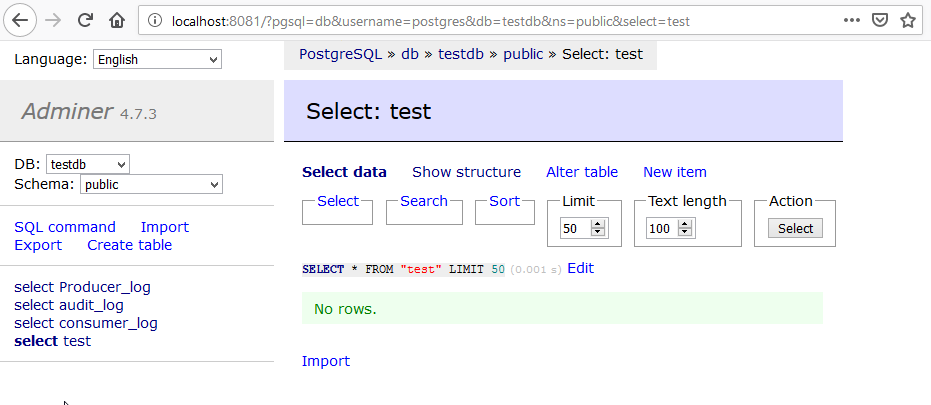 localhost:8081/?pgsql=db&username=postgres&db=testdb&ns=public&select=test
Language: English
PostgreSQL » db » testdb » public » Select: test
Adminer 4.7.3
Select: test
DB: testdb
Schema: public
Select data Show structure Alter table New item
Select Search Sort Limit Text length Action
50 100 Select
SQL command Import
Export Create table
SELECT * FROM "test" LIMIT 50 (0.001 s) Edit
select Producer_log
select audit_log
select consumer_log
select test
No rows.
Import